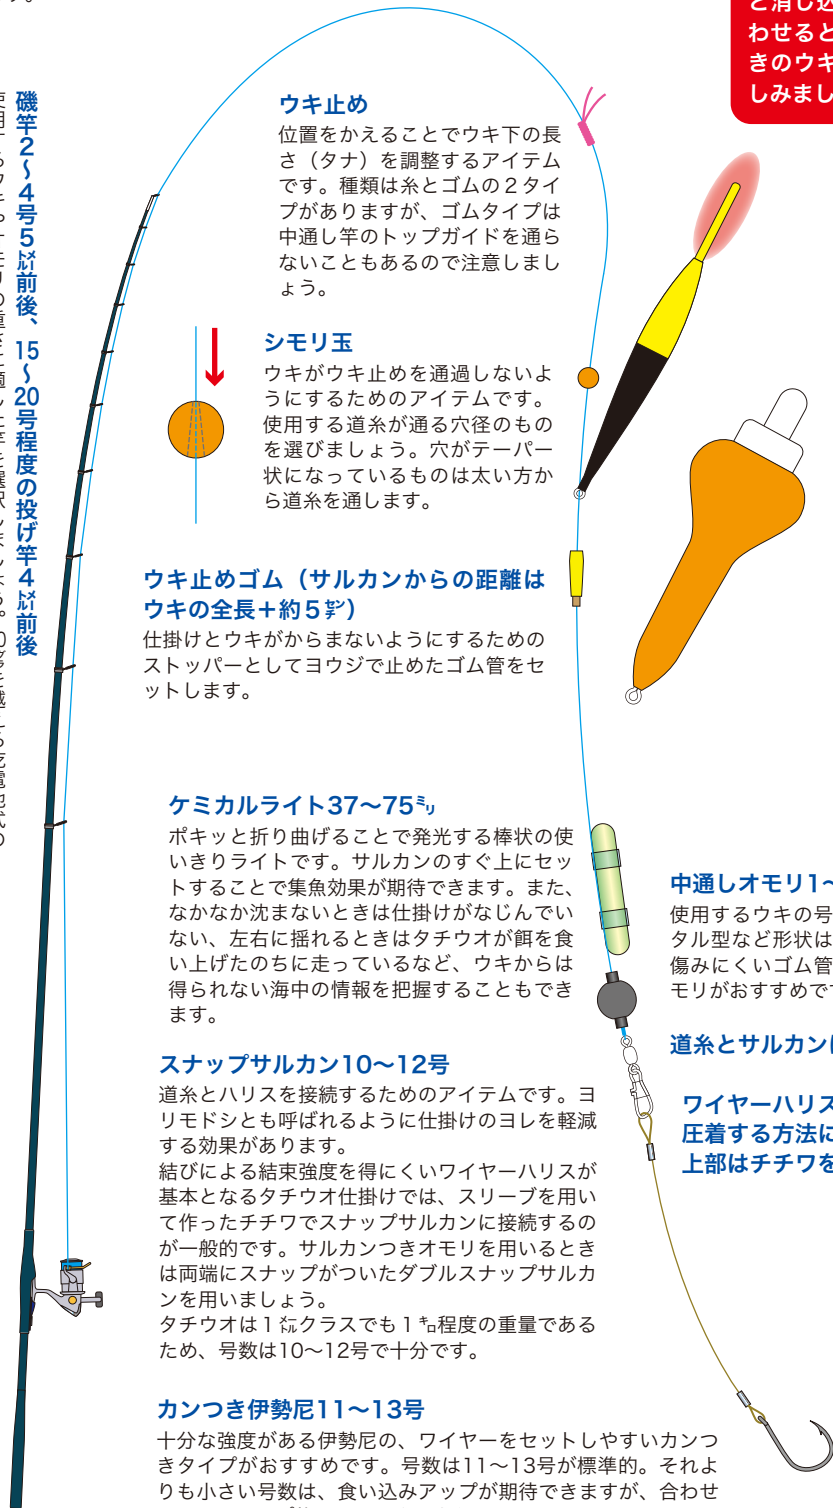 と消し込
わせると
きのウキ
しみまし
磯竿2〜4号5㍍前後、15〜20号程度の投げ竿4㍍前後
ウキ止め
位置をかえることでウキ下の長
さ（タナ）を調整するアイテム
です。種類は糸とゴムの２タイ
プがありますが、ゴムタイプは
中通し竿のトップガイドを通ら
ないこともあるので注意しまし
ょう。
シモリ玉
ウキがウキ止めを通過しないよ
うにするためのアイテムです。
使用する道糸が通る穴径のもの
を選びましょう。穴がテーパー
状になっているものは太い方か
ら道糸を通します。
ウキ止めゴム（サルカンからの距離は
ウキの全長＋約５㌢）
仕掛けとウキがからまないようにするための
ストッパーとしてヨウジで止めたゴム管をセ
ットします。
ケミカルライト37〜75㍉
ポキッと折り曲げることで発光する棒状の使
いきりライトです。サルカンのすぐ上にセッ
トすることで集魚効果が期待できます。また、
なかなか沈まないときは仕掛けがなじんでい
ない、左右に揺れるときはタチウオが餌を食
い上げたのちに走っているなど、ウキからは
得られない海中の情報を把握することもでき
ます。
中通しオモリ1〜
使用するウキの号
タル型など形状は
傷みにくいゴム管
モリがおすすめで
道糸とサルカン
ワイヤーハリス
圧着する方法に
上部はチチワを
スナップサルカン10〜12号
道糸とハリスを接続するためのアイテムです。ヨ
リモドシとも呼ばれるように仕掛けのヨレを軽減
する効果があります。
結びによる結束強度を得にくいワイヤーハリスが
基本となるタチウオ仕掛けでは、スリーブを用い
て作ったチチワでスナップサルカンに接続するの
が一般的です。サルカンつきオモリを用いるとき
は両端にスナップがついたダブルスナップサルカ
ンを用いましょう。
タチウオは１㍍クラスでも１㌔程度の重量である
ため、号数は10〜12号で十分です。
カンつき伊勢尼11〜13号
十分な強度がある伊勢尼の、ワイヤーをセットしやすいカンつ
きタイプがおすすめです。号数は11〜13号が標準的。それよ
りも小さい号数は、食い込みアップが期待できますが、合わせ